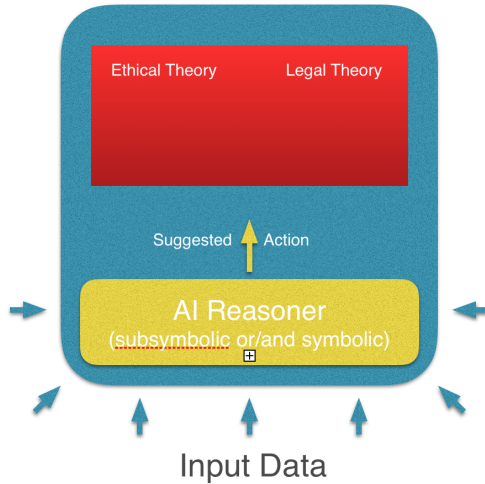 Ethical Theory Legal Theory
Suggested Action
AI Reasoner
(subsymbolic or/and symbolic)
Input Data